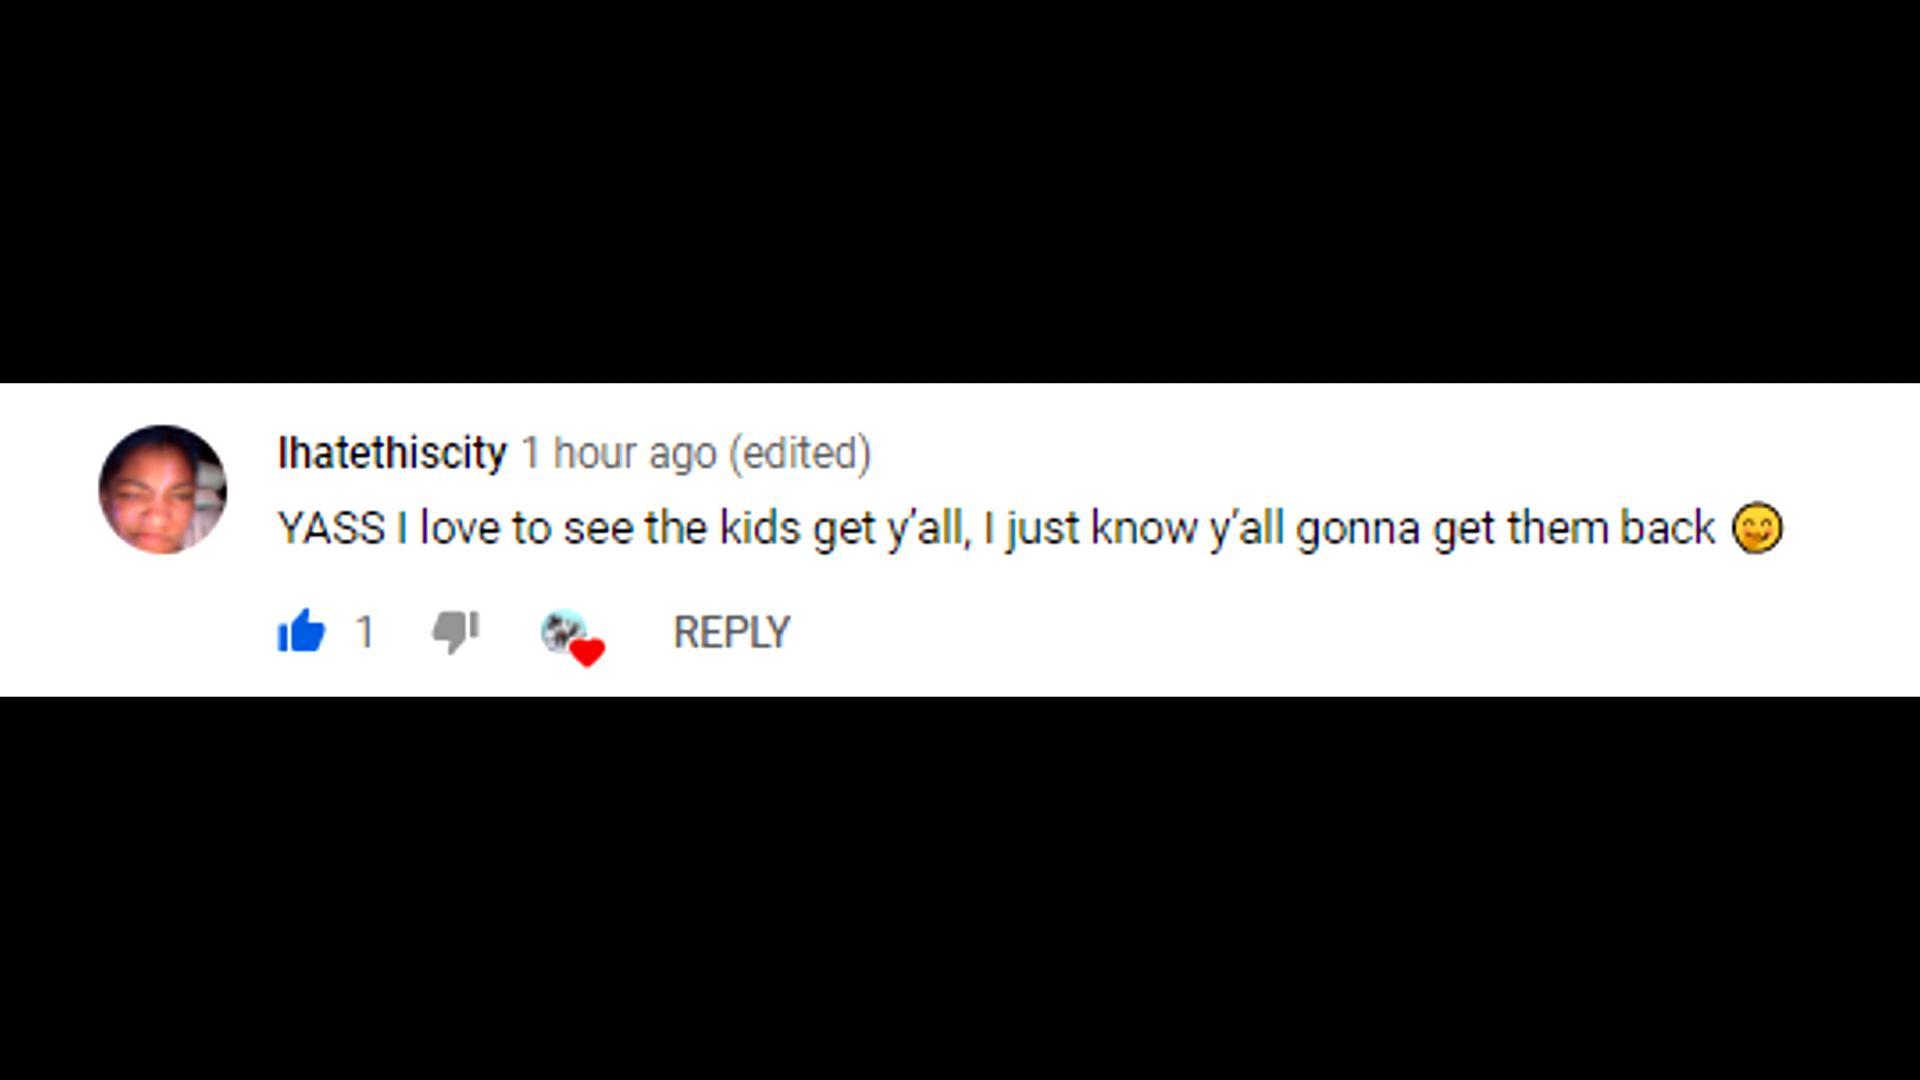 Ihatethiscity 1 hour ago (edited)
YASS I love to see the kids get y’all, I just know y’all gonna get them back 😋
1 REPLY